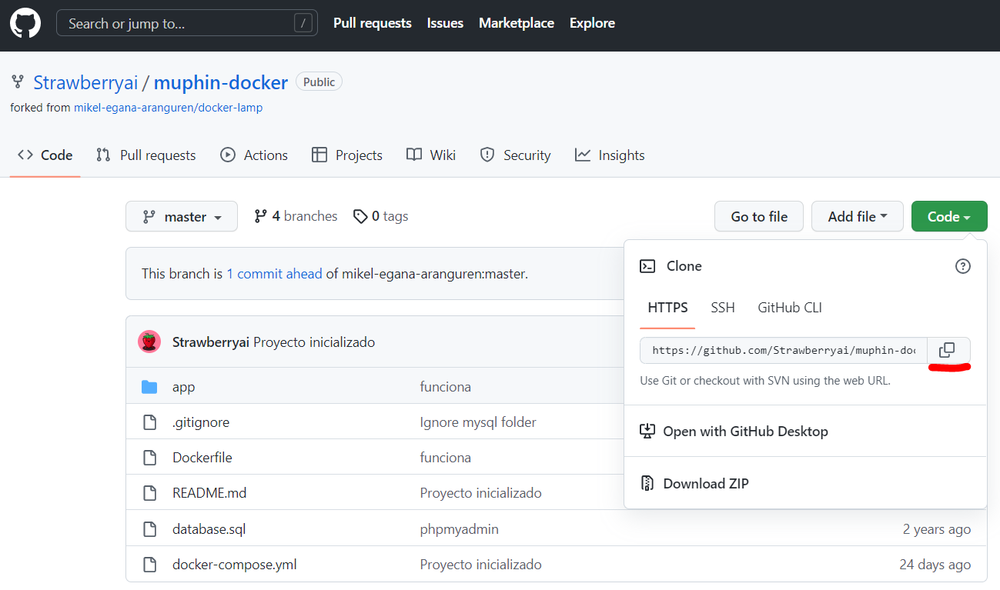 Search or jump to... / Pull requests Issues Marketplace Explore
Strawberryai / muphin-docker Public
forked from mikel-egana-aranguren/docker-lamp
<> Code Pull requests Actions Projects Wiki Security Insights
master 4 branches 0 tags Go to file Add file Code
This branch is 1 commit ahead of mikel-egana-aranguren:master.
Clone
HTTPS SSH GitHub CLI
https://github.com/Strawberryai/muphin-doc
Use Git or checkout with SVN using the web URL.
Open with GitHub Desktop
Download ZIP
Strawberryai Proyecto inicializado
app funciona
.gitignore Ignore mysql folder
Dockerfile funciona
README.md Proyecto inicializado
database.sql phpmyadmin 2 years ago
docker-compose.yml Proyecto inicializado 24 days ago